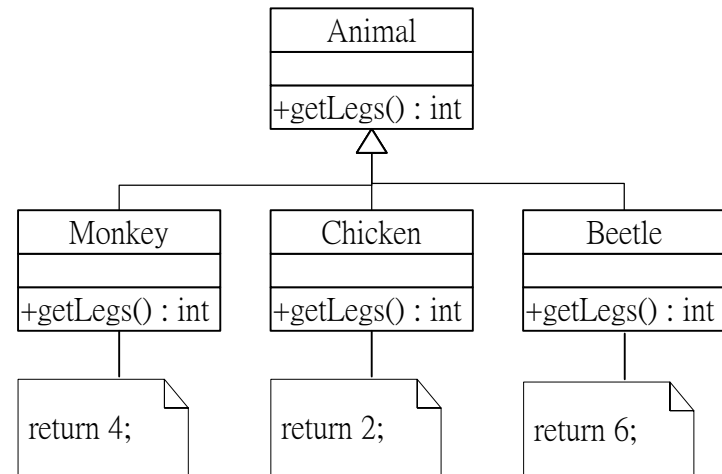 Animal
+getLegs() : int
Monkey
Chicken
Beetle
+getLegs() : int
+getLegs() : int
+getLegs() : int
return 4;
return 2;
return 6;